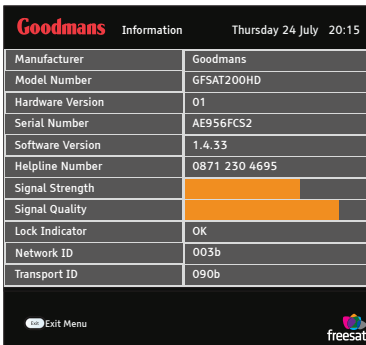 Goodmans Information Thursday 24 July 20:15
Manufacturer Goodmans
Model Number GFSAT200HD
Hardware Version 01
Serial Number AE956FCS2
Software Version 1.4.33
Helpline Number 0871 230 4695
Signal Strength
Signal Quality
Lock Indicator OK
Network ID 003b
Transport ID 090b
Exit Exit Menu
freesat